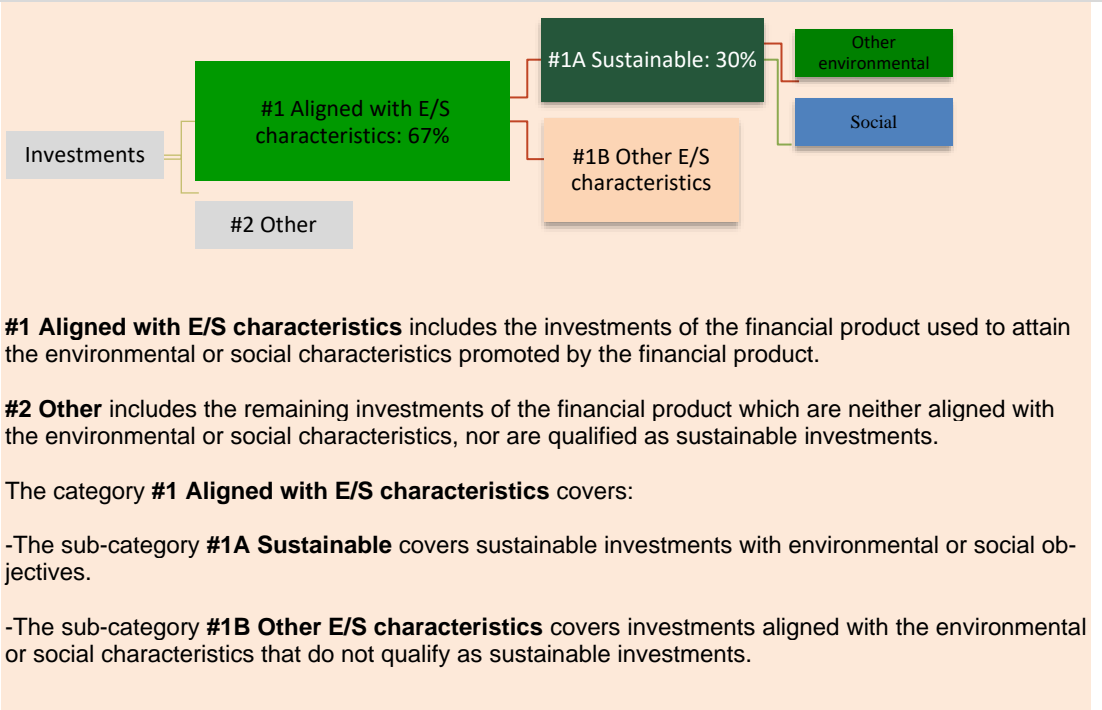 Investments
#1 Aligned with E/S
characteristics: 67%
#2 Other
#1A Sustainable: 30%
#1B Other E/S
characteristics
Other
environmental
Social
#1 Aligned with E/S characteristics includes the investments of the financial product used to attain
the environmental or social characteristics promoted by the financial product.
#2 Other includes the remaining investments of the financial product which are neither aligned with
the environmental or social characteristics, nor are qualified as sustainable investments.
The category #1 Aligned with E/S characteristics covers:
-The sub-category #1A Sustainable covers sustainable investments with environmental or social ob-
jectives.
-The sub-category #1B Other E/S characteristics covers investments aligned with the environmental
or social characteristics that do not qualify as sustainable investments.